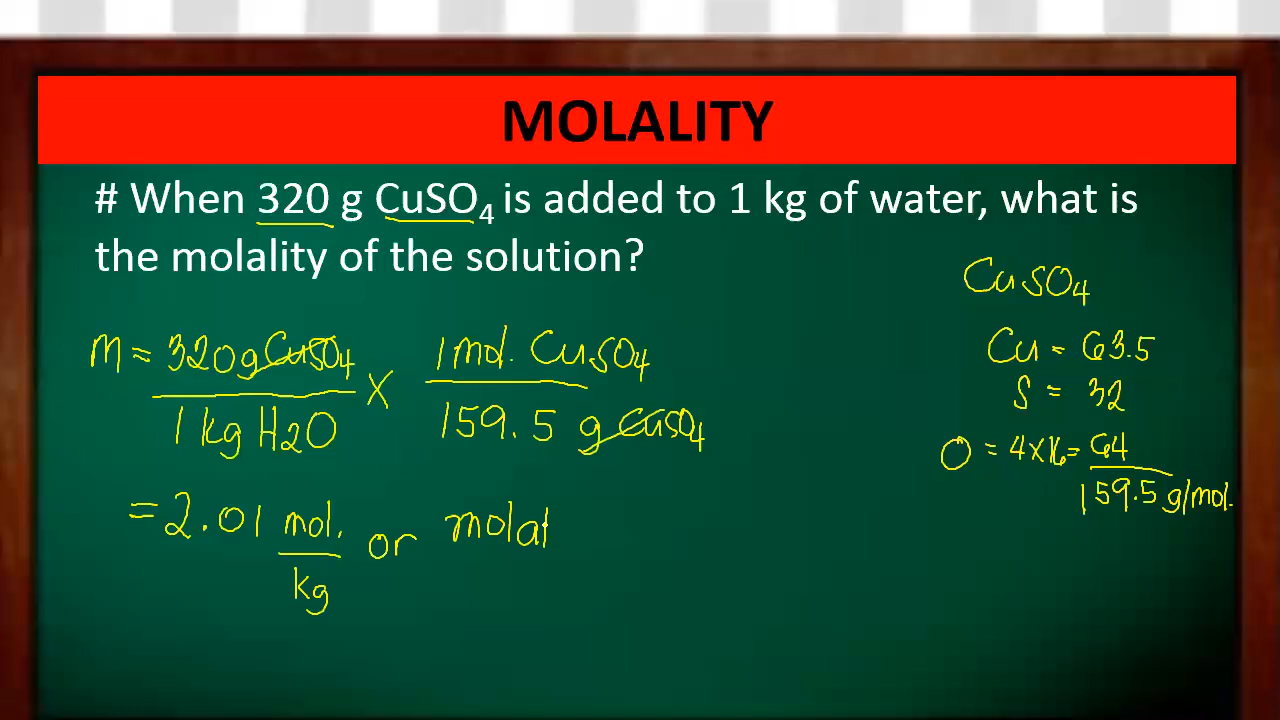 MOLALITY
# When 320 g CuSO4 is added to 1 kg of water, what is
the molality of the solution?
CuSO4
m = 320g CuSO4 × 1 mol. CuSO4
1 kg H2O 159.5 g CuSO4
Cu = 63.5
S = 32
O = 4 x 16 = 64
159.5 g/mol.
= 2.01 mol. or molal
kg